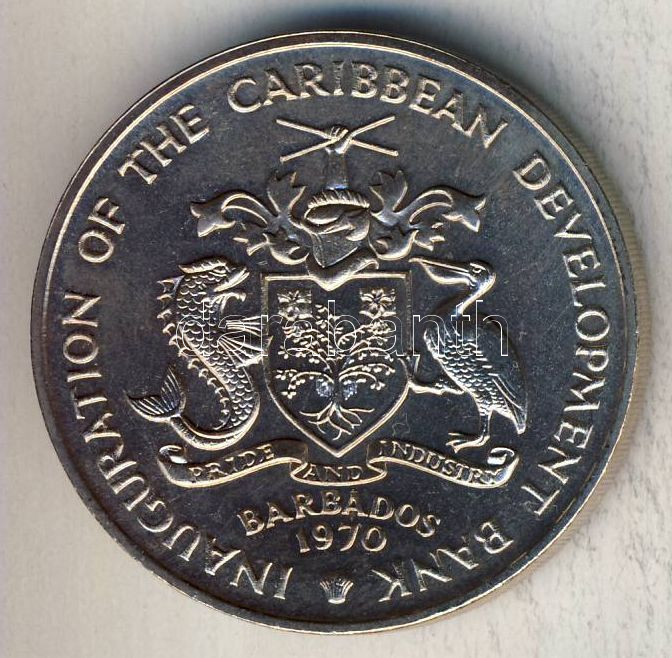 INAUGURATION OF THE CARIBBEAN DEVELOPMENT BANK
PRIDE AND INDUSTRY
BARBADOS
1970